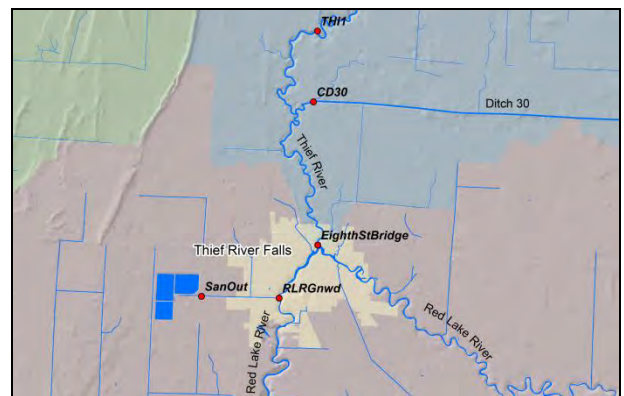 THI1
CD30
Ditch 30
Thief River
EighthStBridge
Thief River Falls
SanOut
RLRGnwd
Red Lake River
Red Lake River